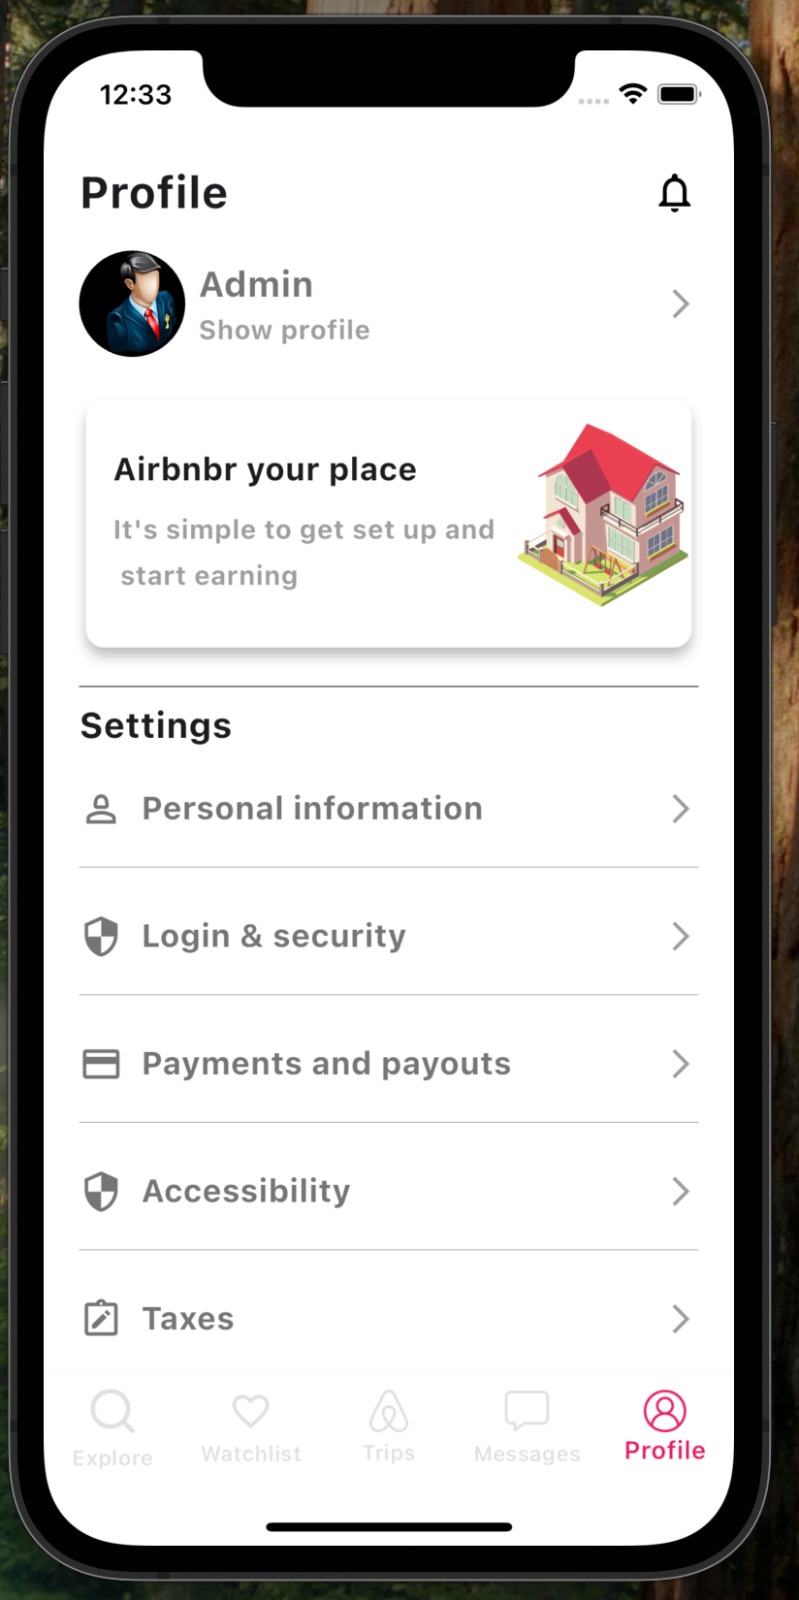 12:33
Profile
Admin
Show profile
Airbnbr your place
It's simple to get set up and
start earning
Settings
Personal information
Login & security
Payments and payouts
Accessibility
Taxes
Explore
Watchlist
Trips
Messages
Profile